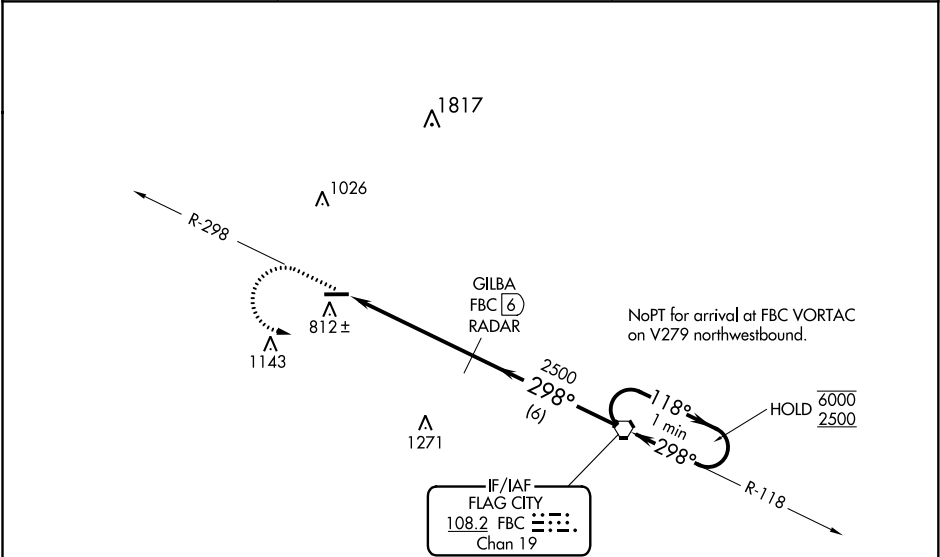 1817
1026
R-298
GILBA
FBC 6
RADAR
812 ±
1143
NoPT for arrival at FBC VORTAC
on V279 northwestbound.
2500
298°
(6)
118°
1 min
298°
HOLD 6000
2500
1271
R-118
IF/IAF
FLAG CITY
108.2 FBC
Chan 19